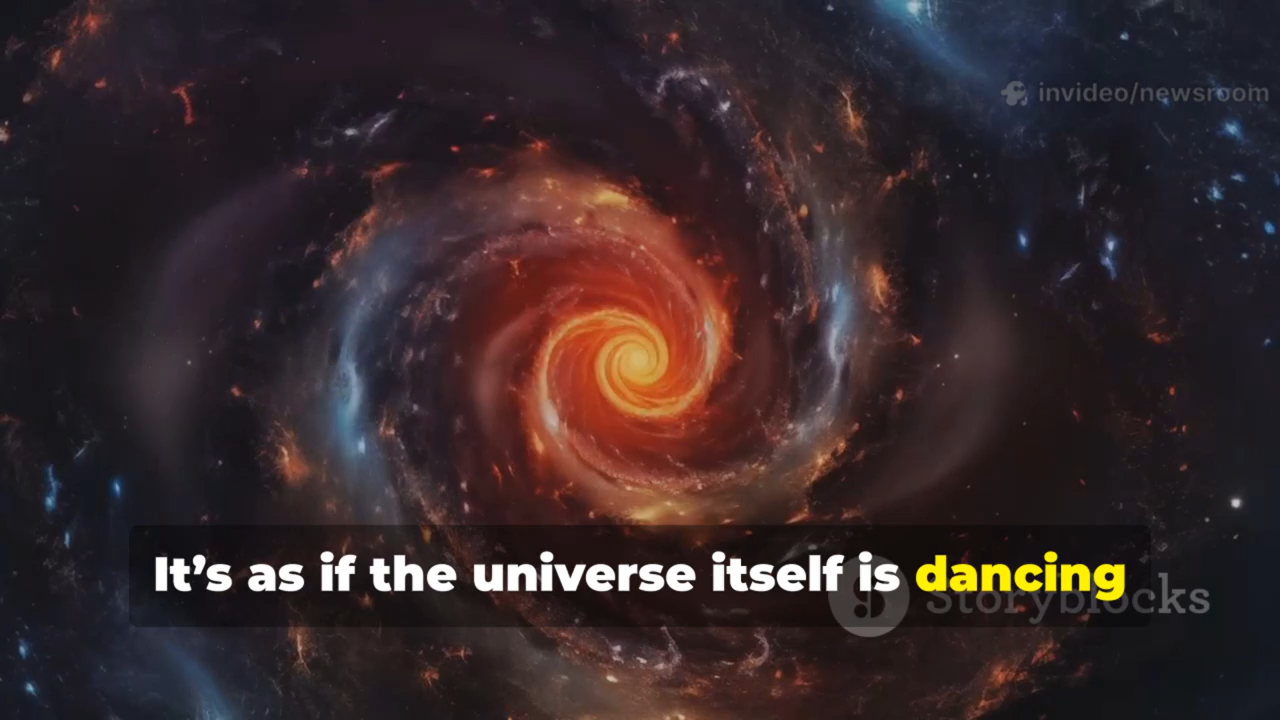 invideo/newsroom
It’s as if the universe itself is dancing
Storyblocks